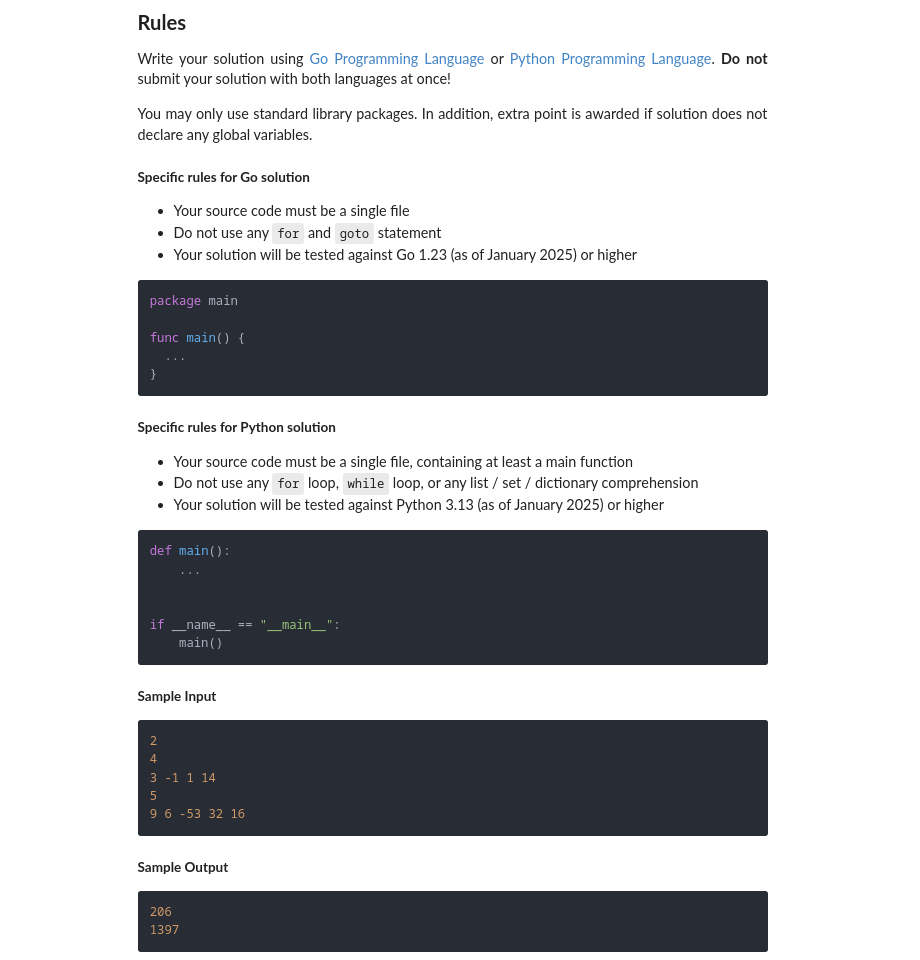 Rules
Write your solution using Go Programming Language or Python Programming Language. Do not
submit your solution with both languages at once!
You may only use standard library packages. In addition, extra point is awarded if solution does not
declare any global variables.
Specific rules for Go solution
• Your source code must be a single file
• Do not use any for and goto statement
• Your solution will be tested against Go 1.23 (as of January 2025) or higher
package main
func main() {
  ...
}
Specific rules for Python solution
• Your source code must be a single file, containing at least a main function
• Do not use any for loop, while loop, or any list / set / dictionary comprehension
• Your solution will be tested against Python 3.13 (as of January 2025) or higher
def main():
    ...
if __name__ == "__main__":
    main()
Sample Input
2
4
3 -1 1 14
5
9 6 -53 32 16
Sample Output
206
1397